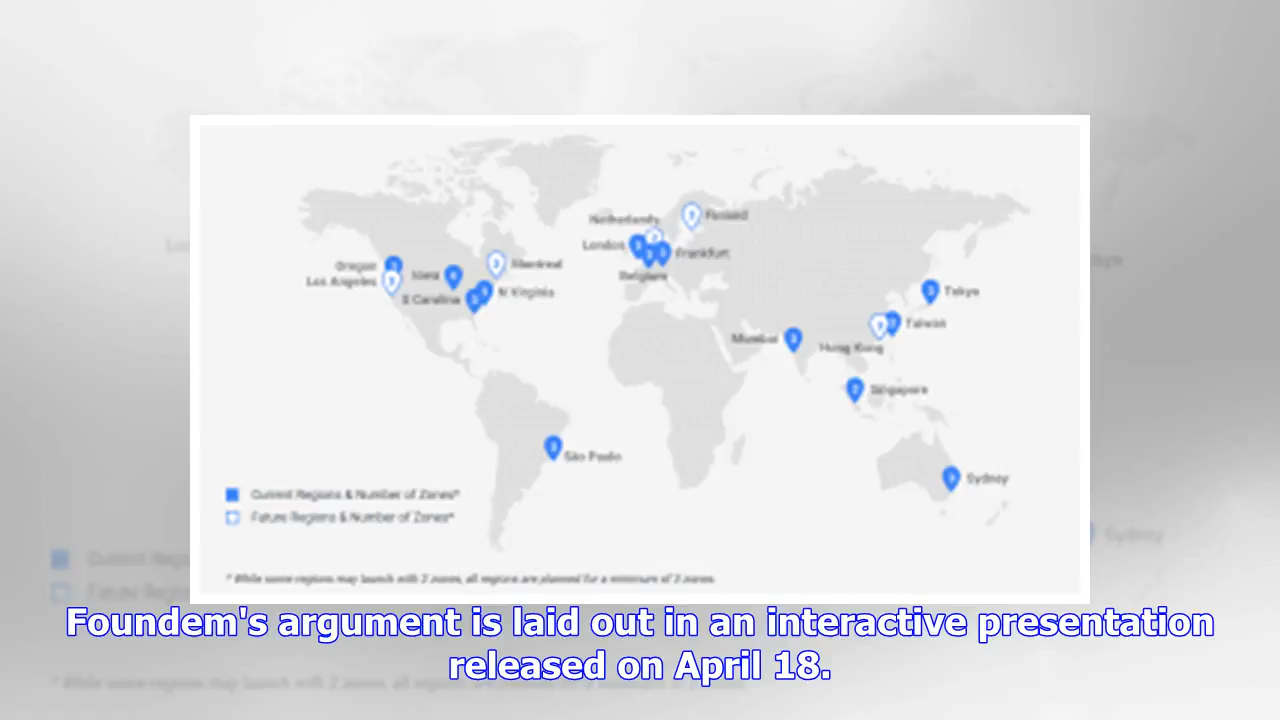 Netherlands
Finland
London
Frankfurt
Belgium
Oregon
Los Angeles
Iowa
Montreal
S Carolina
N Virginia
Tokyo
Taiwan
Mumbai
Hong Kong
Singapore
São Paulo
Sydney
Current Regions & Number of Zones*
Future Regions & Number of Zones*
* While some regions may launch with 2 zones, all regions are planned for a minimum of 3 zones.
Sydney
Foundem's argument is laid out in an interactive presentation
released on April 18.